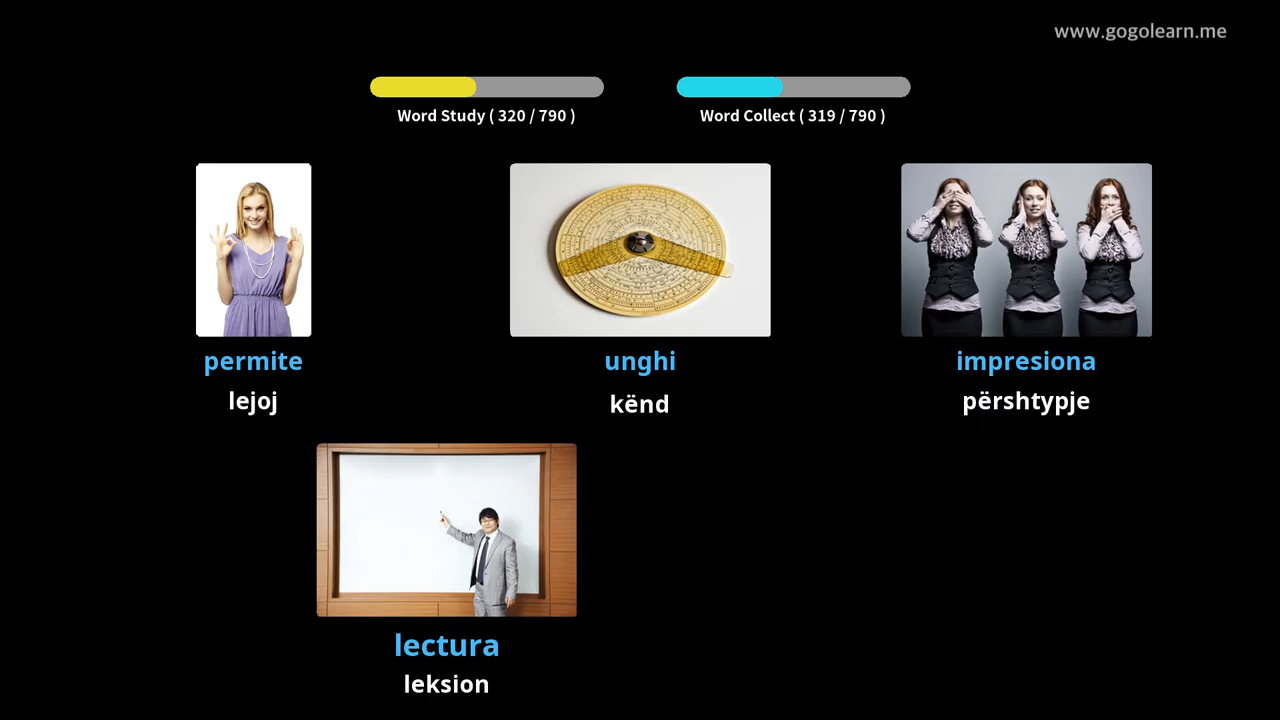 www.gogolearn.me
Word Study ( 320 / 790 )
Word Collect ( 319 / 790 )
permite
lejoj
unghi
kënd
impresiona
përshtypje
lectura
leksion